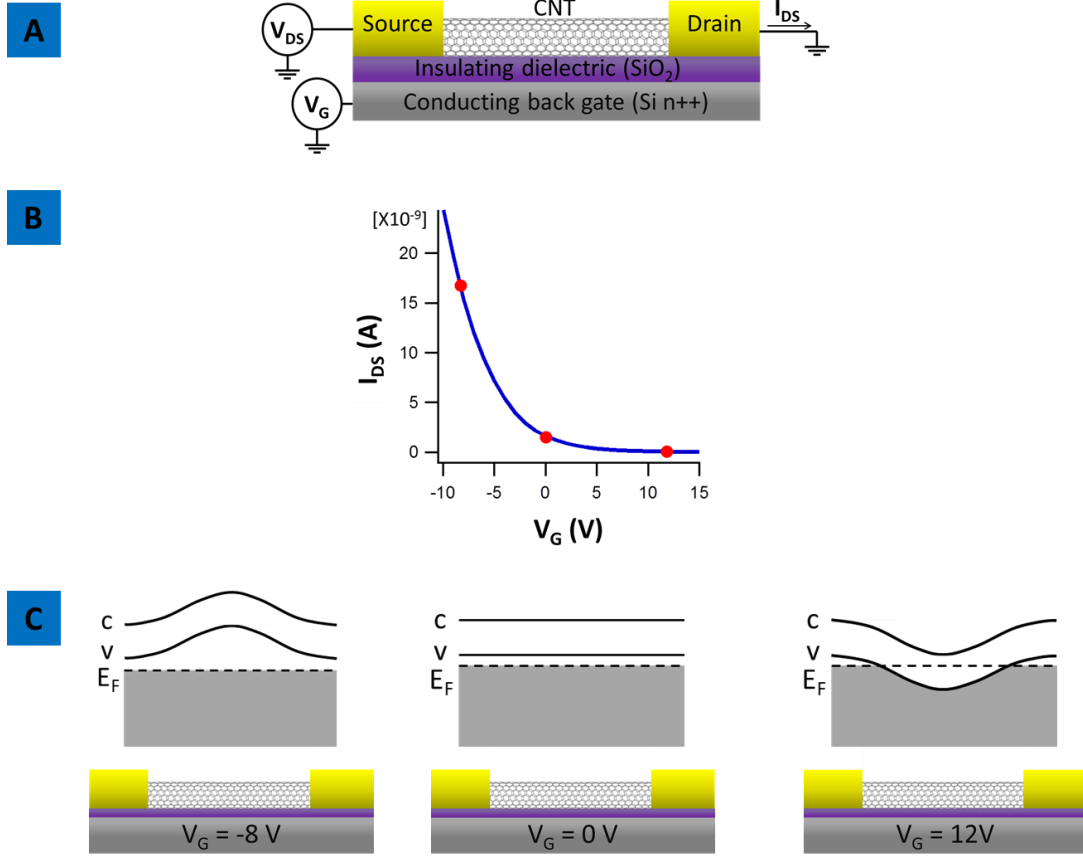 A
CNT
I_DS
V_DS
Source
Drain
Insulating dielectric (SiO₂)
V_G
Conducting back gate (Si n++)
B
[X10⁻⁹]
20
15
10
5
0
I_DS (A)
-10 -5 0 5 10 15
V_G (V)
C
c
v
E_F
V_G = -8 V
c
v
E_F
V_G = 0 V
c
v
E_F
V_G = 12V